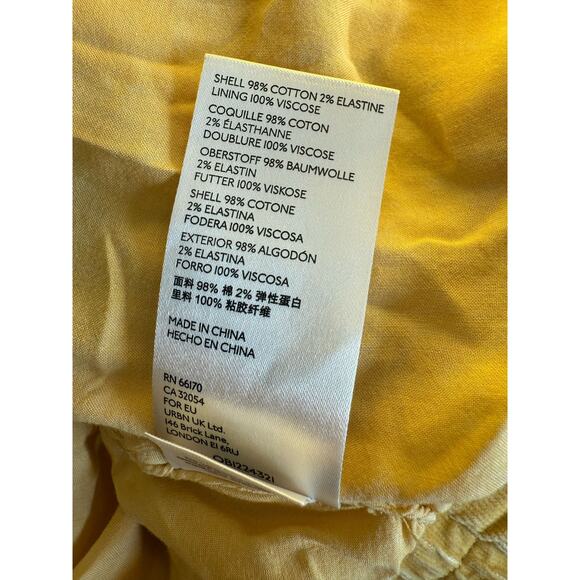 SHELL 98% COTTON 2% ELASTINE
LINING 100% VISCOSE
COQUILLE 98% COTON
2% ÉLASTHANNE
DOUBLURE 100% VISCOSE
OBERSTOFF 98% BAUMWOLLE
2% ELASTIN
FUTTER 100% VISKOSE
SHELL 98% COTONE
2% ELASTINA
FODERA 100% VISCOSA
EXTERIOR 98% ALGODÓN
2% ELASTINA
FORRO 100% VISCOSA
面料 98% 棉 2% 弹性蛋白
里料 100% 粘胶纤维
MADE IN CHINA
HECHO EN CHINA
RN 66170
CA 32054
FOR EU
URBN UK Ltd.
146 Brick Lane,
LONDON E1 6RU
OB1224321